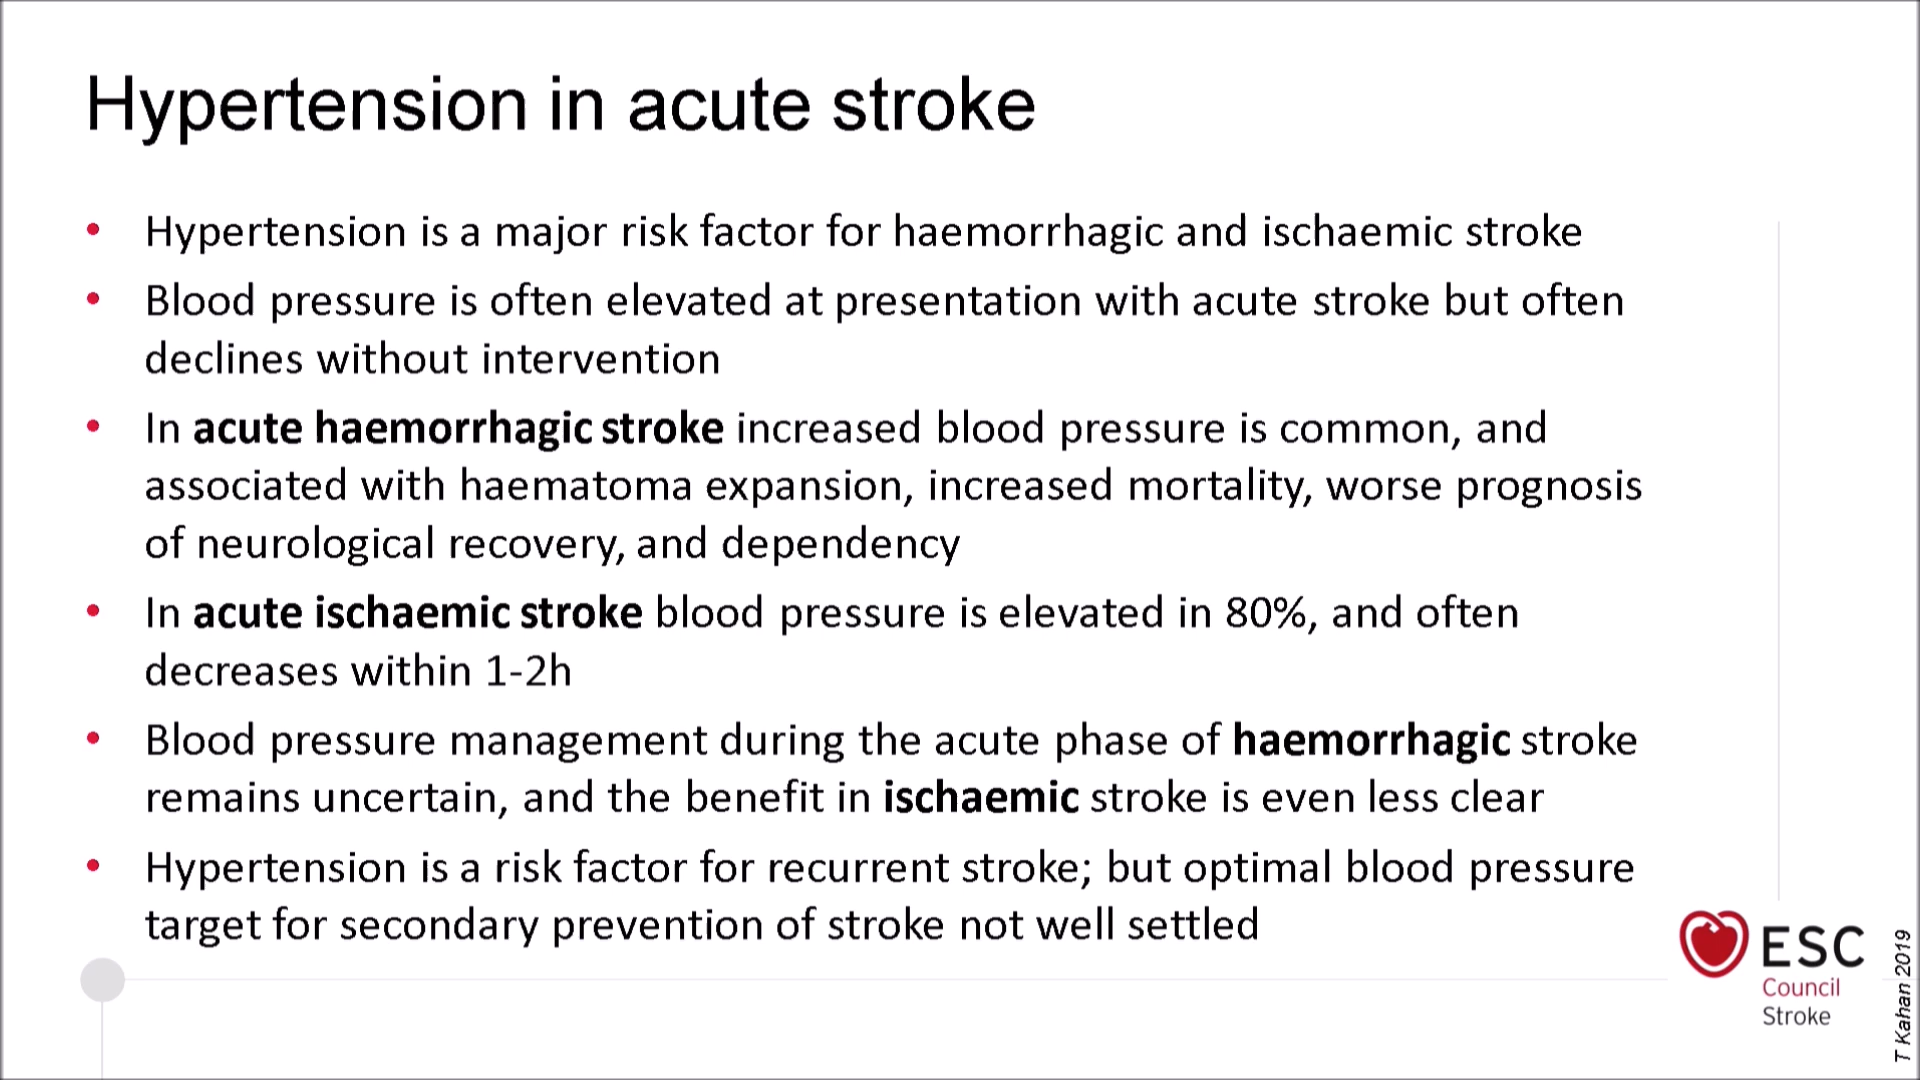 Hypertension in acute stroke
• Hypertension is a major risk factor for haemorrhagic and ischaemic stroke
• Blood pressure is often elevated at presentation with acute stroke but often
declines without intervention
• In acute haemorrhagic stroke increased blood pressure is common, and
associated with haematoma expansion, increased mortality, worse prognosis
of neurological recovery, and dependency
• In acute ischaemic stroke blood pressure is elevated in 80%, and often
decreases within 1-2h
• Blood pressure management during the acute phase of haemorrhagic stroke
remains uncertain, and the benefit in ischaemic stroke is even less clear
• Hypertension is a risk factor for recurrent stroke; but optimal blood pressure
target for secondary prevention of stroke not well settled
ESC
Council
Stroke
T Kahan 2019